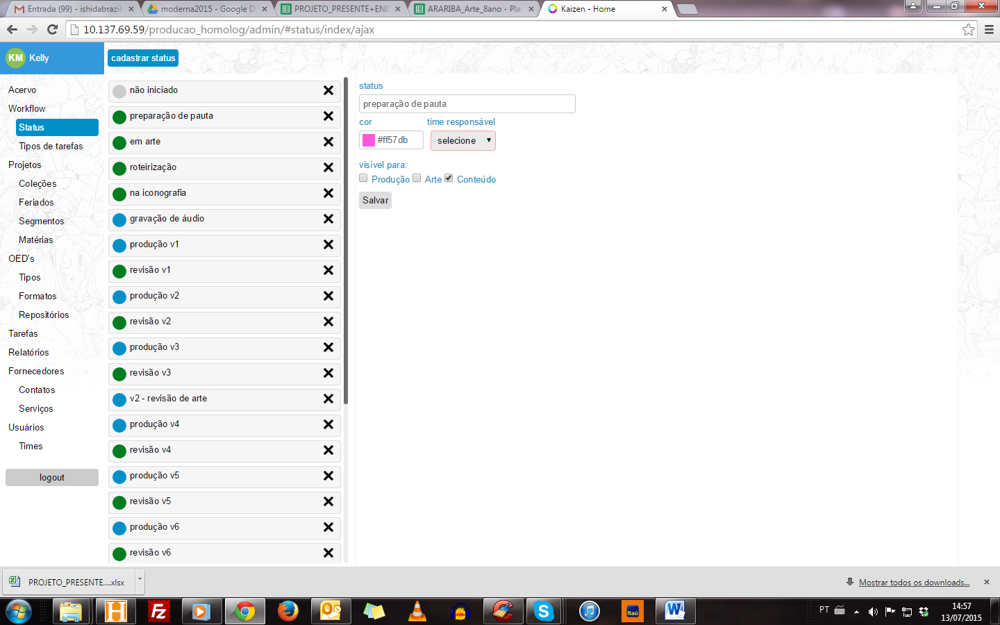 Entrada (99) - ishidabrazil
moderna2015 - Google D
PROJETO_PRESENTE+ENIC
ARARIBA_Arte_8ano - Plan
Kaizen - Home
10.137.69.59/producao_homolog/admin/#status/index/ajax
KM Kelly
cadastrar status
Acervo
Workflow
Status
Tipos de tarefas
Projetos
Coleções
Feriados
Segmentos
Matérias
OED's
Tipos
Formatos
Repositórios
Tarefas
Relatórios
Fornecedores
Contatos
Serviços
Usuários
Times
logout
não iniciado
preparação de pauta
em arte
roteirização
na iconografia
gravação de áudio
produção v1
revisão v1
produção v2
revisão v2
produção v3
revisão v3
v2 - revisão de arte
produção v4
revisão v4
produção v5
revisão v5
produção v6
revisão v6
status
preparação de pauta
cor time responsável
#ff57db selecione
visível para:
Produção Arte Conteúdo
Salvar
PROJETO_PRESENTE....xlsx
Mostrar todos os downloads...
Itaú
PT
14:57
13/07/2015